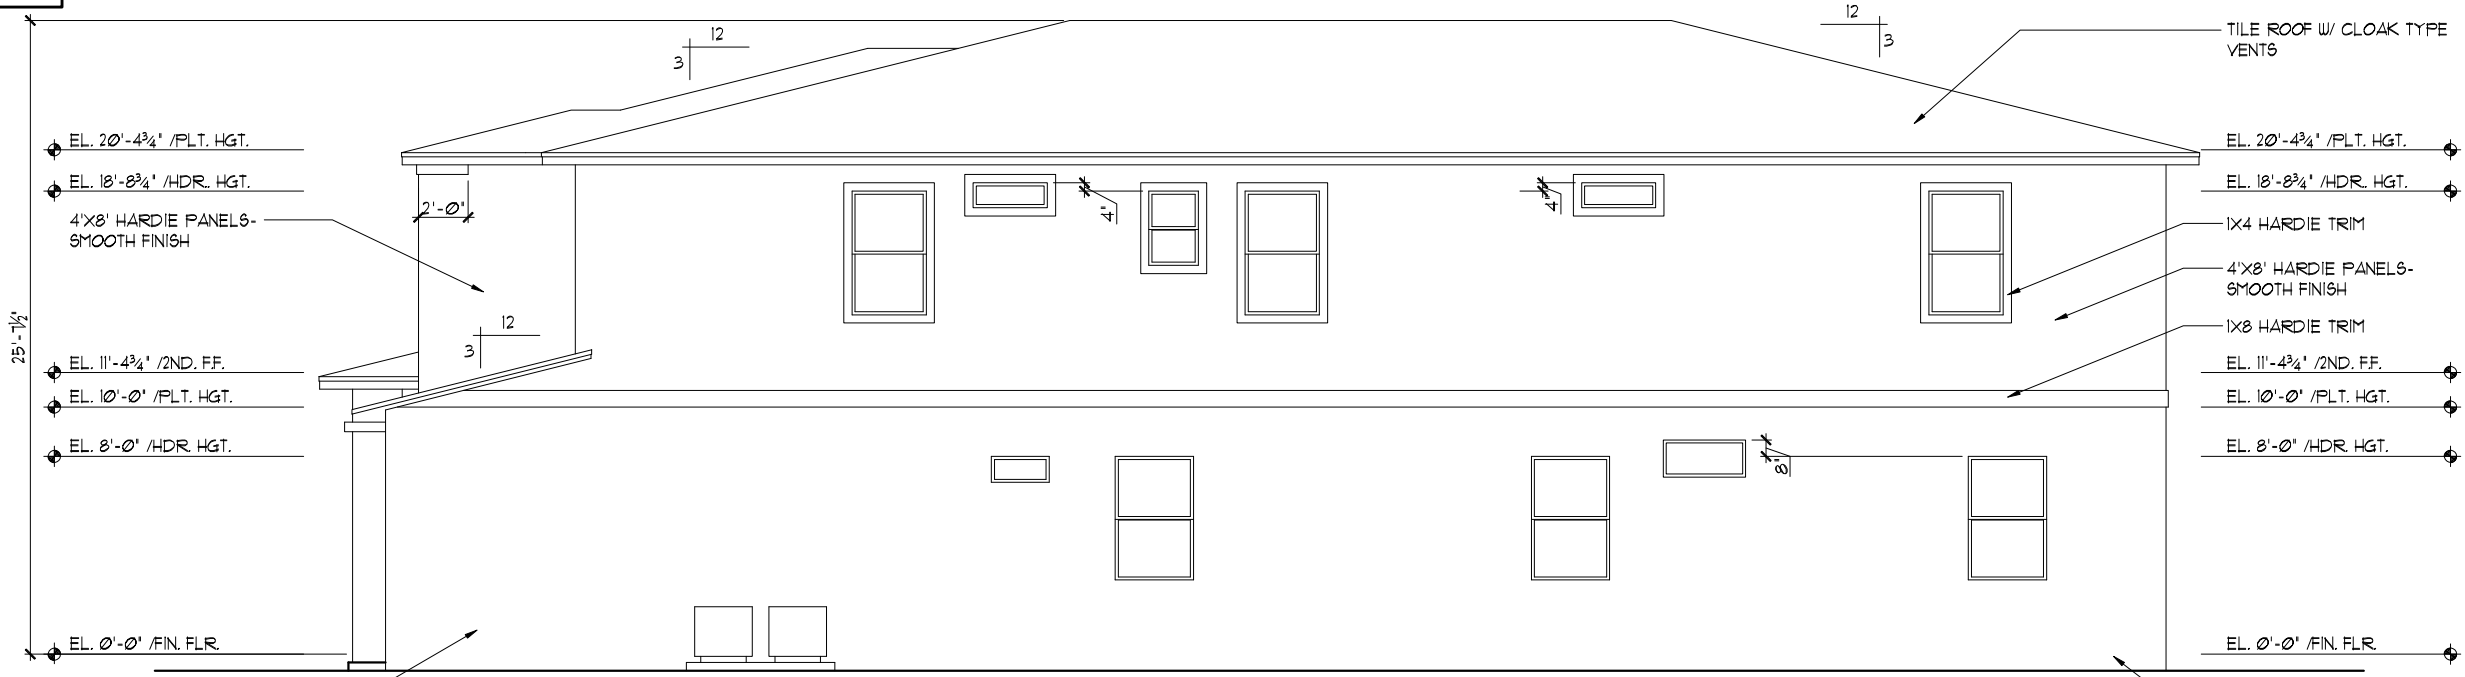 12
3
12
3
TILE ROOF W/ CLOAK TYPE
VENTS
EL. 20'-4¾" /PLT. HGT.
EL. 18'-8¾" /HDR. HGT.
4'X8' HARDIE PANELS-
SMOOTH FINISH
2'-0"
4"
4"
12
3
25'-7½"
EL. 11'-4¾" /2ND. F.F.
EL. 10'-0" /PLT. HGT.
EL. 8'-0" /HDR. HGT.
EL. 0'-0" /FIN. FLR.
8"
EL. 20'-4¾" /PLT. HGT.
EL. 18'-8¾" /HDR. HGT.
1X4 HARDIE TRIM
4'X8' HARDIE PANELS-
SMOOTH FINISH
1X8 HARDIE TRIM
EL. 11'-4¾" /2ND. F.F.
EL. 10'-0" /PLT. HGT.
EL. 8'-0" /HDR. HGT.
EL. 0'-0" /FIN. FLR.